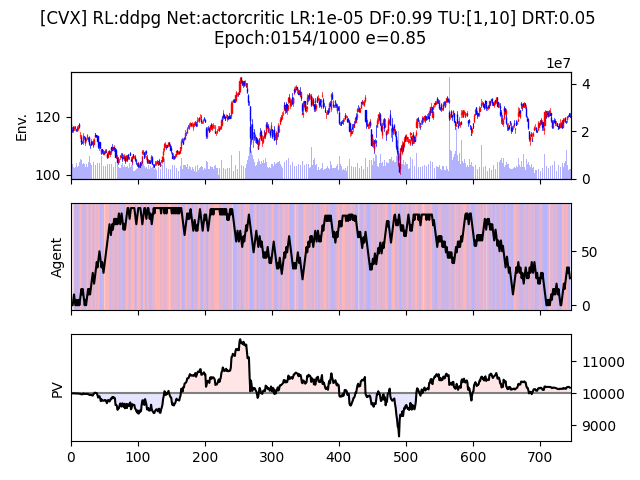 [CVX] RL:ddpg Net:actorcritic LR:1e-05 DF:0.99 TU:[1,10] DRT:0.05
Epoch:0154/1000 e=0.85
1e7
Env.
120
100
4
2
0
Agent
50
0
PV
11000
10000
9000
0 100 200 300 400 500 600 700